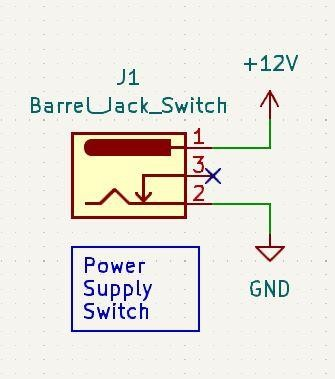 J1
Barrel_Jack_Switch
+12V
1
3
2
GND
Power
Supply
Switch